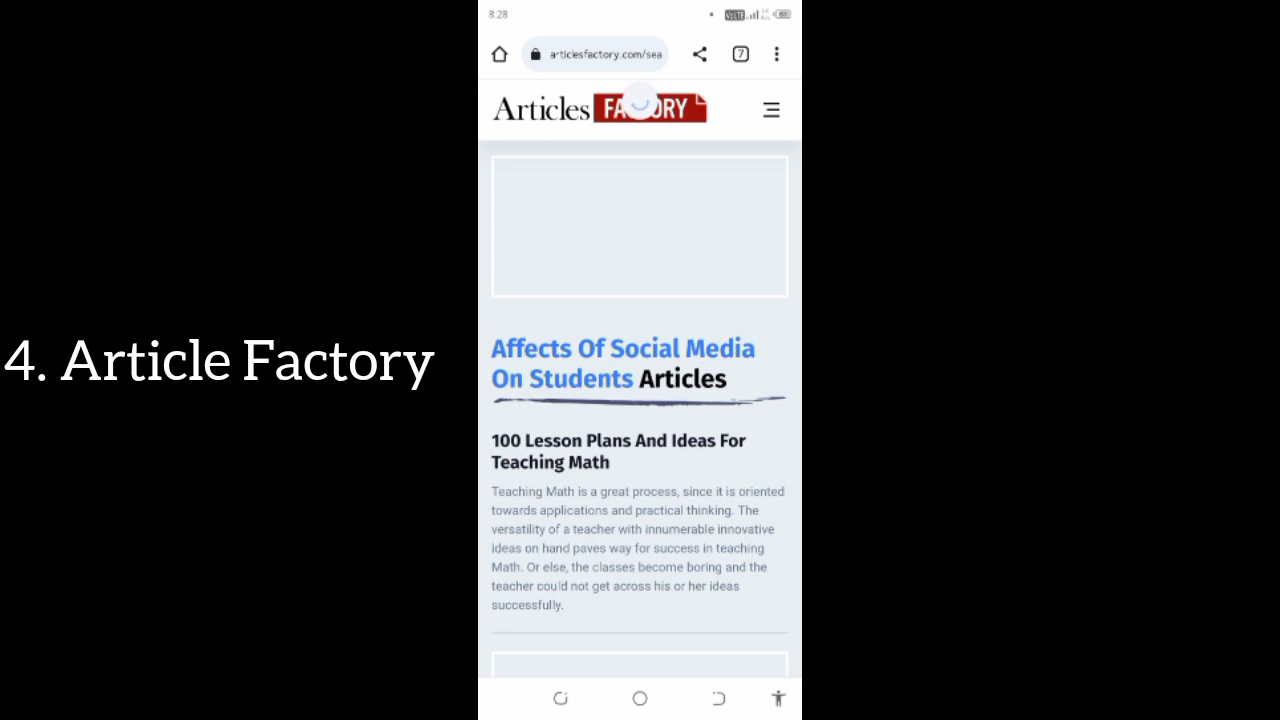 8.28
articlesfactory.com/sea
7
Articles FACTORY
4. Article Factory
Affects Of Social Media
On Students Articles
100 Lesson Plans And Ideas For
Teaching Math
Teaching Math is a great process, since it is oriented
towards applications and practical thinking. The
versatility of a teacher with innumerable innovative
ideas on hand paves way for success in teaching
Math. Or else, the classes become boring and the
teacher could not get across his or her ideas
successfully.